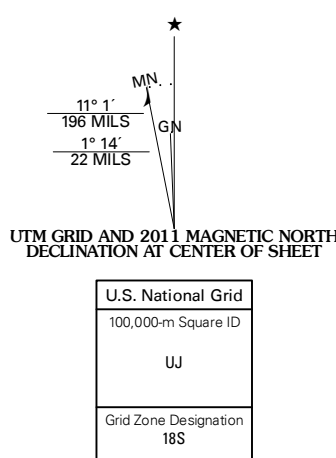 ★
MN
11° 1´
196 MILS
GN
1° 14´
22 MILS
UTM GRID AND 2011 MAGNETIC NORTH
DECLINATION AT CENTER OF SHEET
U.S. National Grid
100,000-m Square ID
UJ
Grid Zone Designation
18S